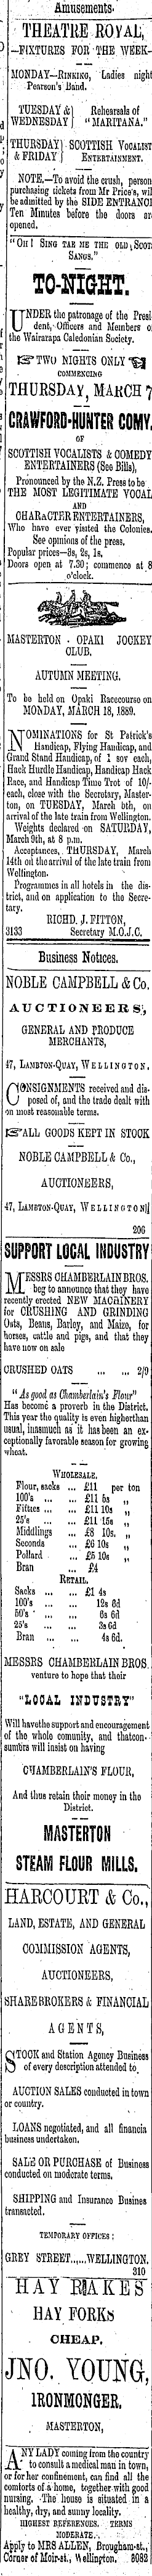 Amusements.
THEATRE ROYAL,
—FIXTURES FOR THE WEEK—
MONDAY—RINKING, Ladies night
Pearson's Band.
TUESDAY & WEDNESDAY } Rehearsals of "MARITANA."
THURSDAY & FRIDAY } SCOTTISH VOCALIST ENTERTAINMENT.
NOTE.—To avoid the crush, person
purchasing tickets from Mr Price's, wil
be admitted by the SIDE ENTRANCE
Ten Minutes before the doors are
opened.
"OH! SING TAE ME THE OLD SCOTS
SANGS."
TO-NIGHT.
UNDER the patronage of the Presi-
dent, Officers and Members o
the Wairarapa Caledonian Society.
TWO NIGHTS ONLY
COMMENCING
THURSDAY, MARCH 7
CRAWFORD-HUNTER COMY.
OF
SCOTTISH VOCALISTS & COMEDY
ENTERTAINERS (See Bills),
Pronounced by the N.Z. Press to be
THE MOST LEGITIMATE VOCAL
AND
CHARACTER ENTERTAINERS,
Who have ever visted the Colonies.
See opinions of the press.
Popular prices—3s, 2s, 1s.
Doors open at 7.30; commence at 8
o'clock.
MASTERTON - OPAKI JOCKEY
CLUB.
AUTUMN MEETING.
To be held on Opaki Racecourse on
MONDAY, MARCH 18, 1889.
NOMINATIONS for St Patrick's
Handicap, Flying Handicap, and
Grand Stand Handicap, of 1 sov each,
Hack Hurdle Handicap, Handicap Hack
Race, and Handicap Time Trot of 10/-
each, close with the Secretary, Master-
ton, on TUESDAY, March 5th, on
arrival of the late train from Wellington.
Weights declared on SATURDAY,
March 9th, at 8 p.m.
Acceptances, THURSDAY, March
14th on the arrival of the late train from
Wellington.
Programmes in all hotels in the dis-
trict, and on application to the Secre-
tary.
RICHD. J. FITTON,
3133 Secretary M.O.J.C.
Business Notices.
NOBLE CAMPBELL & Co.
AUCTIONEERS,
GENERAL AND PRODUCE
MERCHANTS,
47, LAMBTON-QUAY, WELLINGTON.
CONSIGNMENTS received and dis-
posed of, and the trade dealt with
on most reasonable terms.
ALL GOODS KEPT IN STOCK
NOBLE CAMPBELL & Co.,
AUCTIONEERS,
47, LAMBTON-QUAY, WELLINGTON
206
SUPPORT LOCAL INDUSTRY
MESSRS CHAMBERLAIN BROS.
beg to announce that they have
recently erected NEW MACHINERY
for CRUSHING AND GRINDING
Oats, Beans, Barley, and Maize, for
horses, cattle and pigs, and that they
have now on sale
CRUSHED OATS ... ... 2/9
"As good as Chamberlain's Flour"
Has become a proverb in the District.
This year the quality is even higher than
usual, inasmuch as it has been an ex-
ceptionally favorable season for growing
wheat.
WHOLESALE.
Flour, sacks ... £11 per ton
100's ... ... £11 5s "
Fifties ... ... £11 10s "
25's ... ... £11 15s "
Middlings ... £8 10s. "
Seconds ... £6 10s "
Pollard ... £5 10s "
Bran ... £4
RETAIL.
Sacks ... ... £1 4s
100's ... ... 12s 6d
50's ... ... 6s 6d
25's ... ... 3s 6d
Bran ... ... 4s 6d.
MESSRS CHAMBERLAIN BROS.
venture to hope that their
"LOCAL INDUSTRY"
Will have the support and encouragement
of the whole comunity, and that con-
sumers will insist on having
CHAMBERLAIN'S FLOUR,
And thus retain their money in the
District.
MASTERTON
STEAM FLOUR MILLS.
HARCOURT & Co.,
LAND, ESTATE, AND GENERAL
COMMISSION AGENTS,
AUCTIONEERS,
SHAREBROKERS & FINANCIAL
AGENTS,
STOCK and Station Agency Business
of every description attended to.
AUCTION SALES conducted in town
or country.
LOANS negotiated, and all financia
business undertaken.
SALE OR PURCHASE of Business
conducted on moderate terms.
SHIPPING and Insurance Busines
transacted.
TEMPORARY OFFICES:
GREY STREET......WELLINGTON.
310
HAY RAKES
HAY FORKS
CHEAP.
JNO. YOUNG,
IRONMONGER,
MASTERTON,
ANY LADY coming from the country
to consult a medical man in town,
or for her confinement, can find all the
comforts of a home, together with good
nursing. The house is situated in a
healthy, dry, and sunny locality.
HIGHEST REFERENCES. TERMS
MODERATE.
Apply to MRS ALLEN, Brougham-st.,
Corner of Moir-st., Wellington. 3082